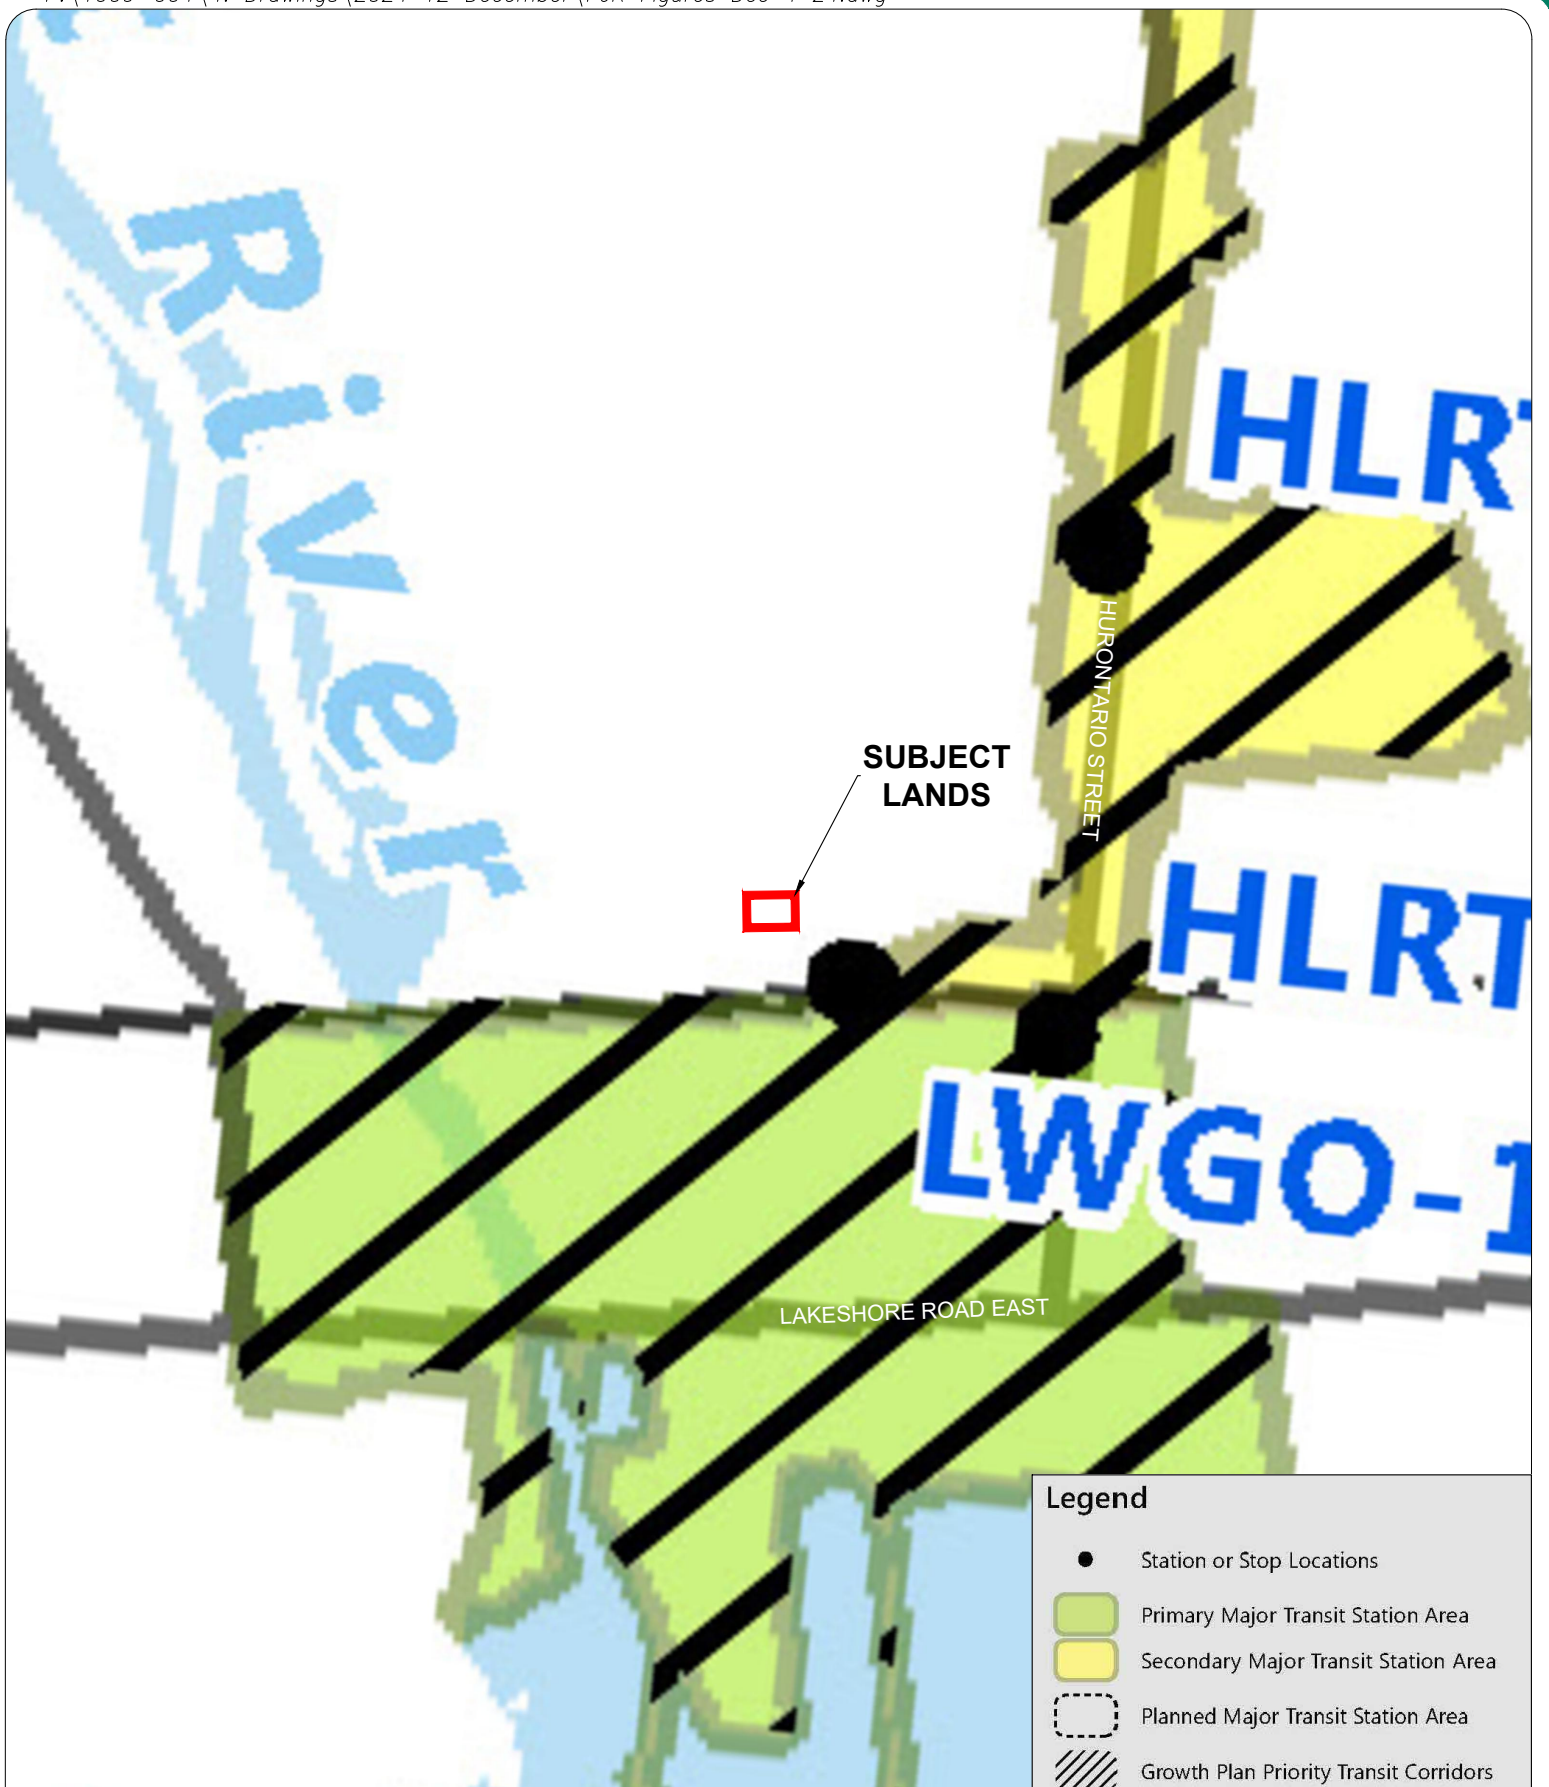 River
HLRT
HURONTARIO STREET
SUBJECT
LANDS
HLRT
LWGO-1
LAKESHORE ROAD EAST
Legend
Station or Stop Locations
Primary Major Transit Station Area
Secondary Major Transit Station Area
Planned Major Transit Station Area
Growth Plan Priority Transit Corridors